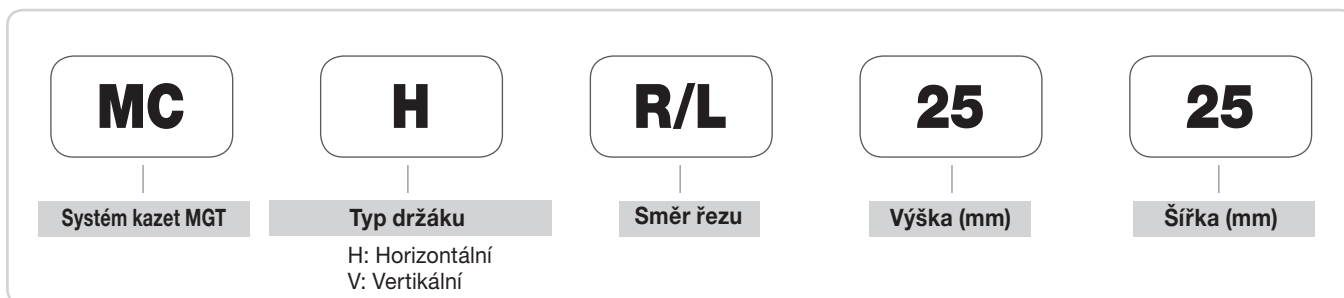 MC H R/L 25 25
Systém kazet MGT Typ držáku Směr řezu Výška (mm) Šířka (mm)
H: Horizontální
V: Vertikální